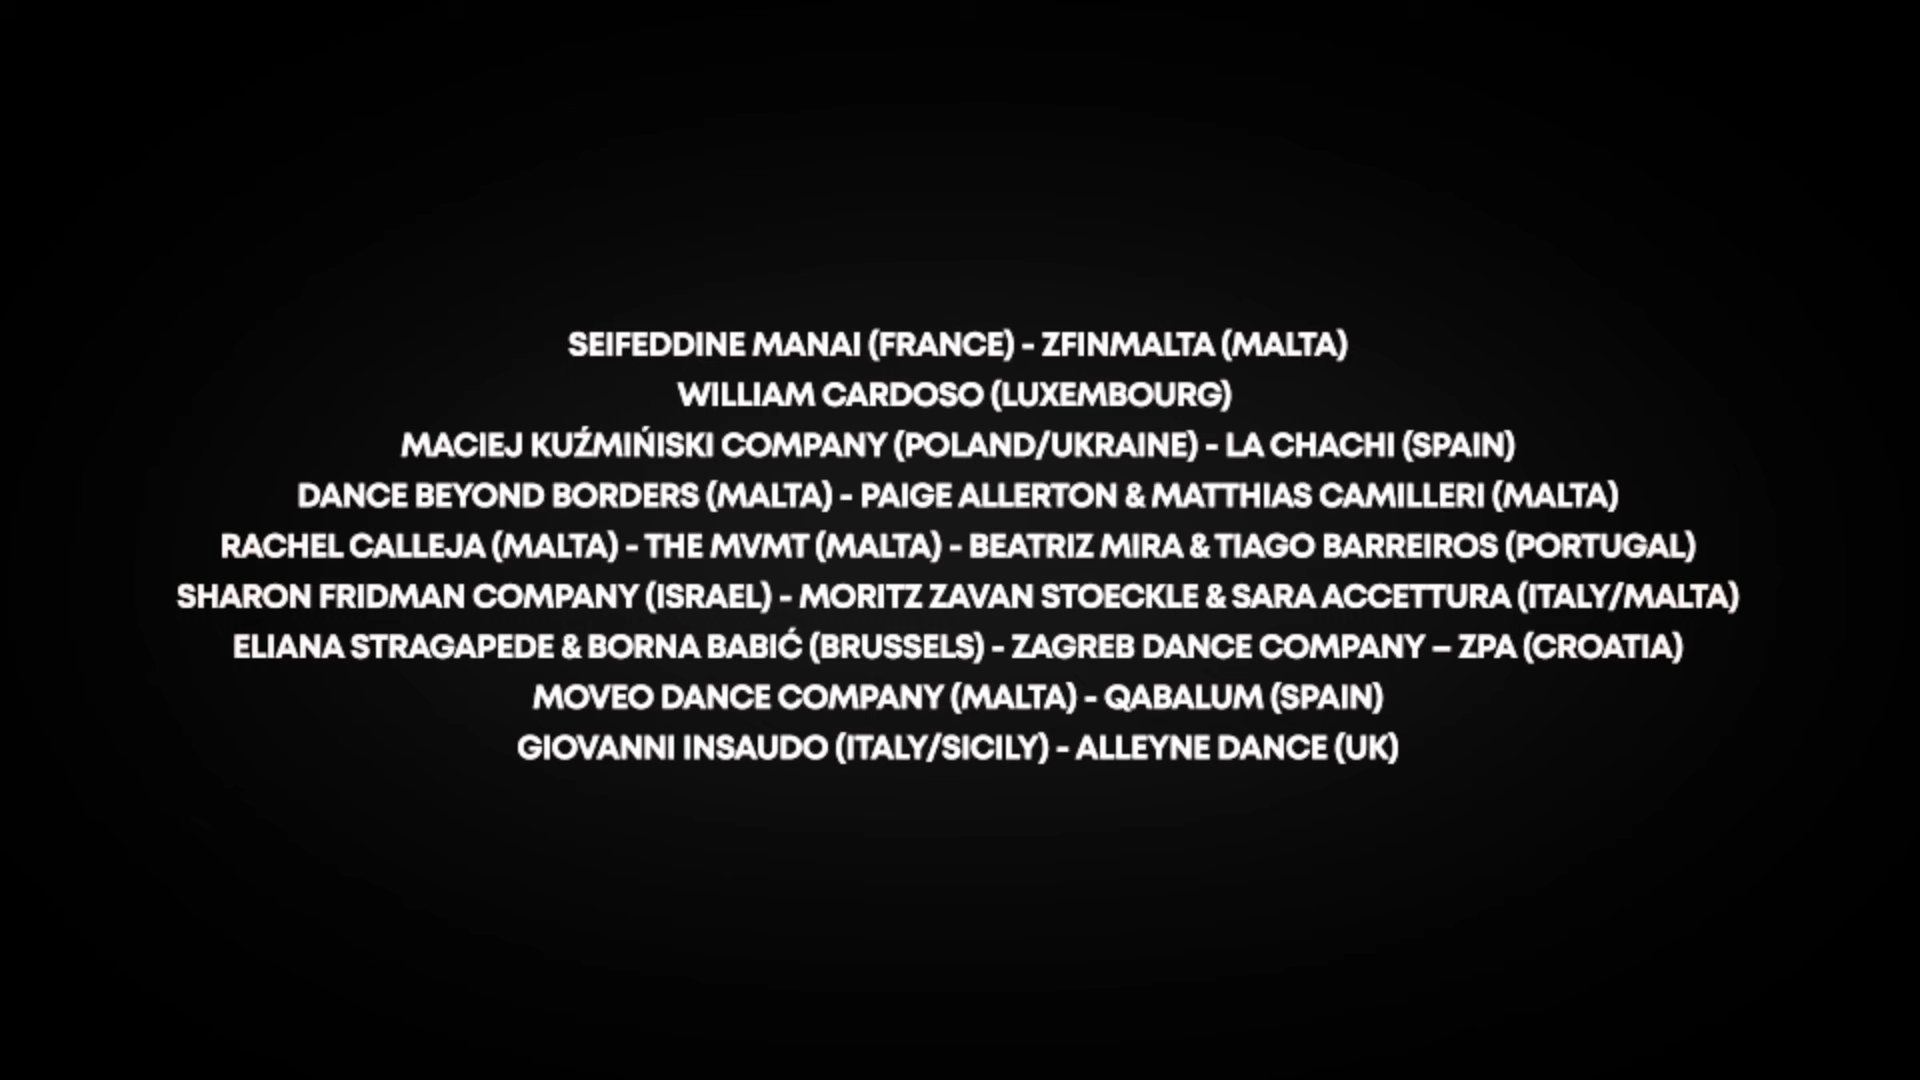 SEIFEDDINE MANAI (FRANCE) - ZFINMALTA (MALTA)
WILLIAM CARDOSO (LUXEMBOURG)
MACIEJ KUŹMIŃISKI COMPANY (POLAND/UKRAINE) - LA CHACHI (SPAIN)
DANCE BEYOND BORDERS (MALTA) - PAIGE ALLERTON & MATTHIAS CAMILLERI (MALTA)
RACHEL CALLEJA (MALTA) - THE MVMT (MALTA) - BEATRIZ MIRA & TIAGO BARREIROS (PORTUGAL)
SHARON FRIDMAN COMPANY (ISRAEL) - MORITZ ZAVAN STOECKLE & SARA ACCETTURA (ITALY/MALTA)
ELIANA STRAGAPEDE & BORNA BABIĆ (BRUSSELS) - ZAGREB DANCE COMPANY – ZPA (CROATIA)
MOVEO DANCE COMPANY (MALTA) - QABALUM (SPAIN)
GIOVANNI INSAUDO (ITALY/SICILY) - ALLEYNE DANCE (UK)